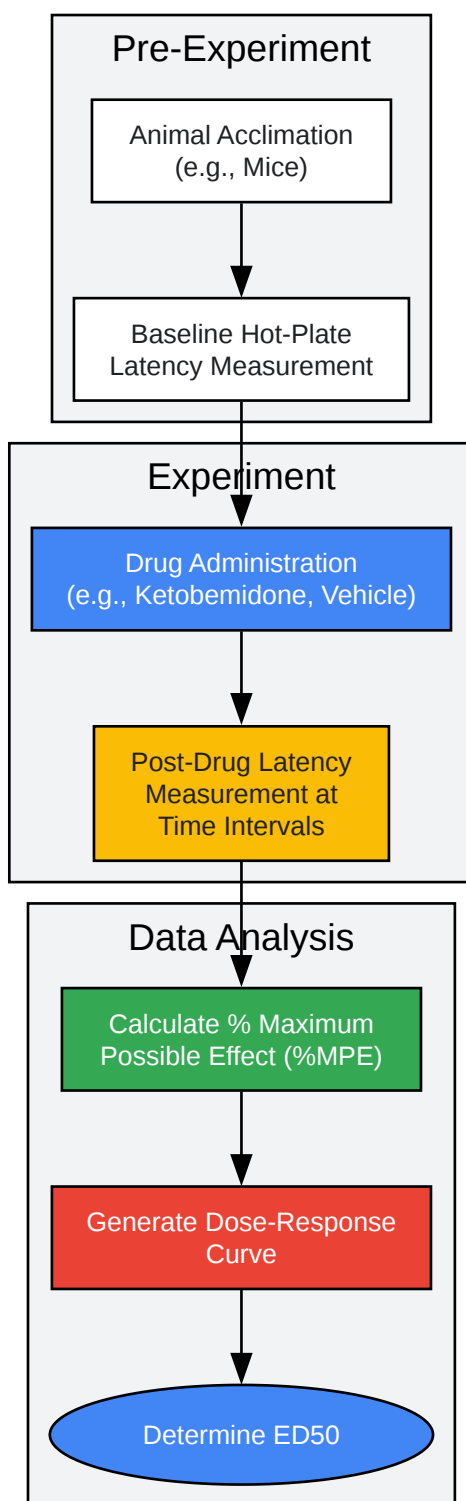 Pre-Experiment
Animal Acclimation
(e.g., Mice)
Baseline Hot-Plate
Latency Measurement
Experiment
Drug Administration
(e.g., Ketobemidone, Vehicle)
Post-Drug Latency
Measurement at
Time Intervals
Data Analysis
Calculate % Maximum
Possible Effect (%MPE)
Generate Dose-Response
Curve
Determine ED50